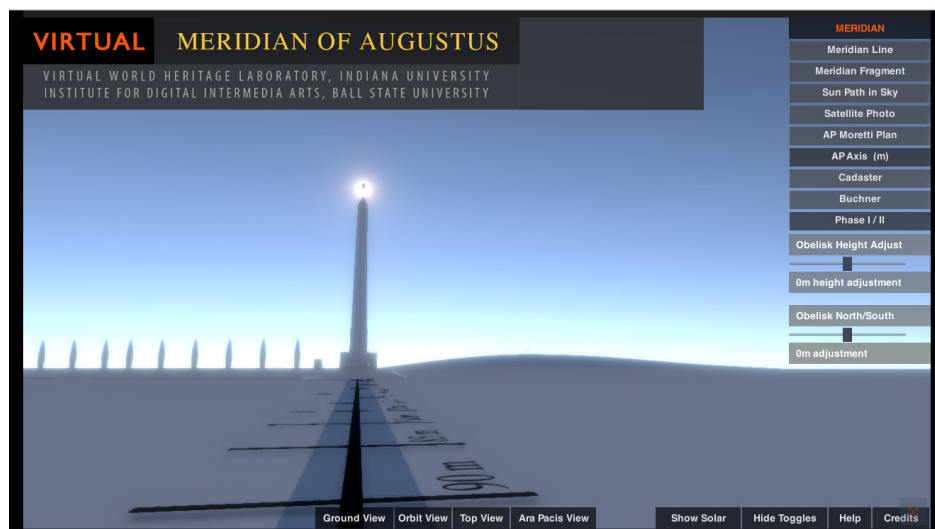 VIRTUAL MERIDIAN OF AUGUSTUS
VIRTUAL WORLD HERITAGE LABORATORY, INDIANA UNIVERSITY
INSTITUTE FOR DIGITAL INTERMEDIA ARTS, BALL STATE UNIVERSITY
MERIDIAN
Meridian Line
Meridian Fragment
Sun Path in Sky
Satellite Photo
AP Moretti Plan
AP Axis (m)
Cadaster
Buchner
Phase I / II
Obelisk Height Adjust
0m height adjustment
Obelisk North/South
0m adjustment
Ground View Orbit View Top View Ara Pacis View Show Solar Hide Toggles Help Credits